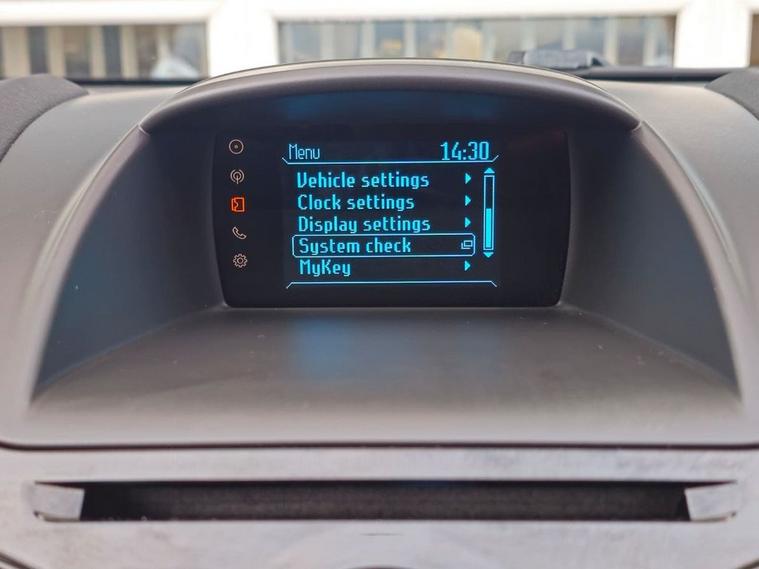 Menu 14:30
Vehicle settings
Clock settings
Display settings
System check
MyKey